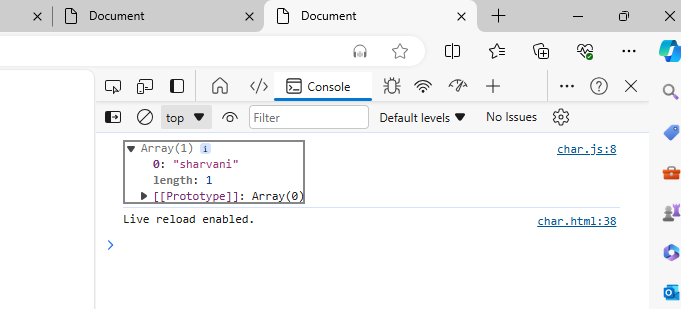 Document
Document
Console
top
Filter
Default levels
No Issues
Array(1) i
char.js:8
0: "sharvani"
length: 1
[[Prototype]]: Array(0)
Live reload enabled.
char.html:38